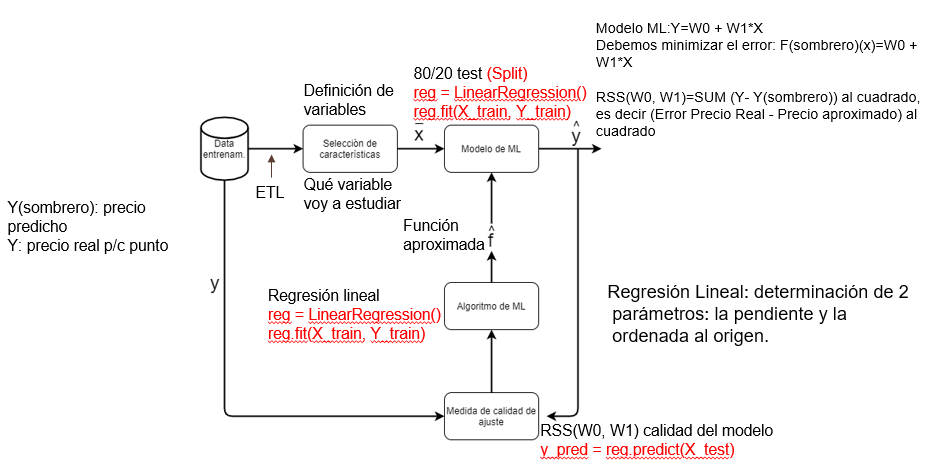 Modelo ML:Y=W0 + W1*X
Debemos minimizar el error: F(sombrero)(x)=W0 +
W1*X
RSS(W0, W1)=SUM (Y- Y(sombrero)) al cuadrado,
es decir (Error Precio Real - Precio aproximado) al
cuadrado
80/20 test (Split)
reg = LinearRegression()
reg.fit(X_train, Y_train)
Definición de
variables
Data
entrenam.
ETL
Selecciòn de
características
Qué variable
voy a estudiar
x
Modelo de ML
^
y
Y(sombrero): precio
predicho
Y: precio real p/c punto
y
Función
aproximada
^
f
Regresión lineal
reg = LinearRegression()
reg.fit(X_train, Y_train)
Algoritmo de ML
Regresión Lineal: determinación de 2
parámetros: la pendiente y la
ordenada al origen.
Medida de calidad de
ajuste
RSS(W0, W1) calidad del modelo
y_pred = reg.predict(X_test)